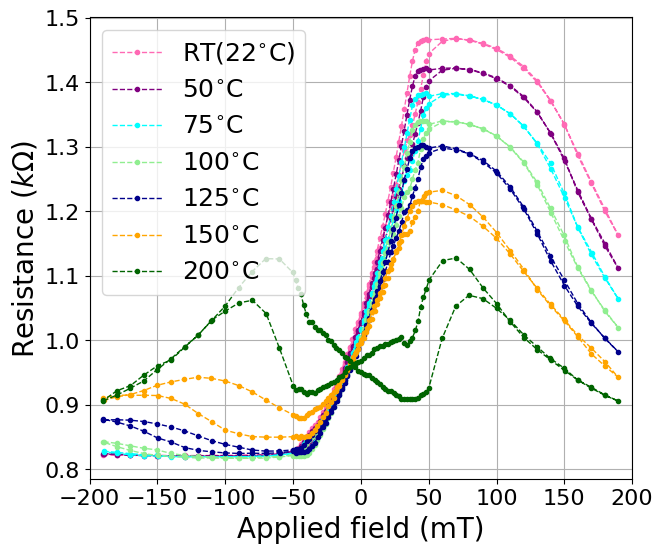 1.5
1.4
1.3
1.2
1.1
1.0
0.9
0.8
Resistance (kΩ)
RT(22°C)
50°C
75°C
100°C
125°C
150°C
200°C
−200 −150 −100 −50 0 50 100 150 200
Applied field (mT)